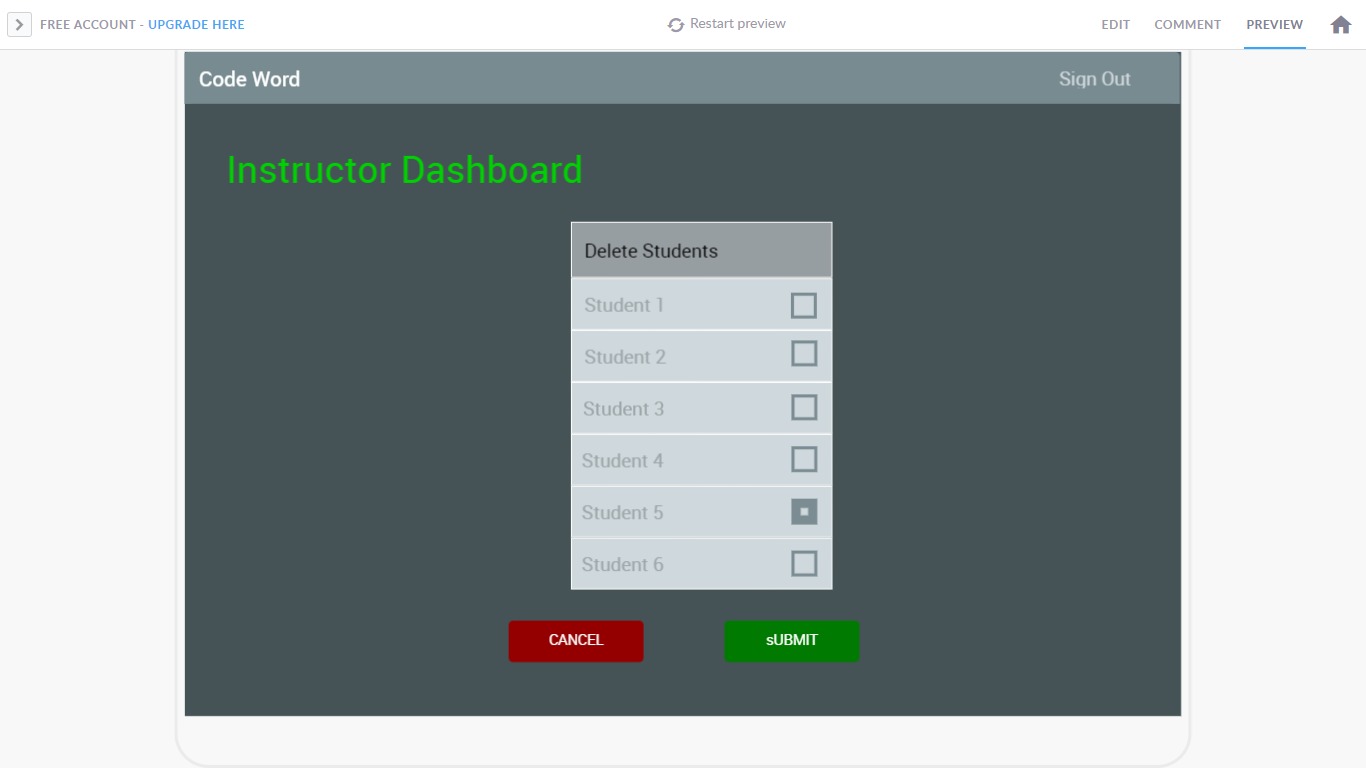 FREE ACCOUNT - UPGRADE HERE
Restart preview
EDIT
COMMENT
PREVIEW
Code Word
Sign Out
Instructor Dashboard
Delete Students
Student 1
Student 2
Student 3
Student 4
Student 5
Student 6
CANCEL
sUBMIT